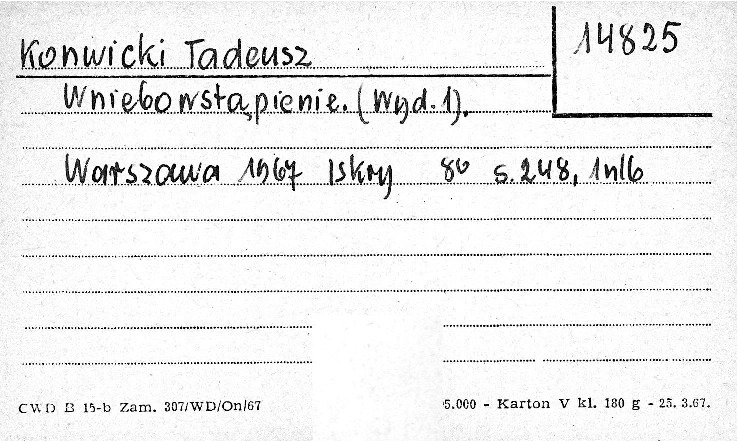 14825
Konwicki Tadeusz
Wniebowstąpienie. (Wyd. 1).
Warszawa 1967 Iskry 8° s. 248, 1nlb
CWD B 15-b Zam. 307/WD/On/67 5.000 - Karton V kl. 180 g - 25. 3.67.